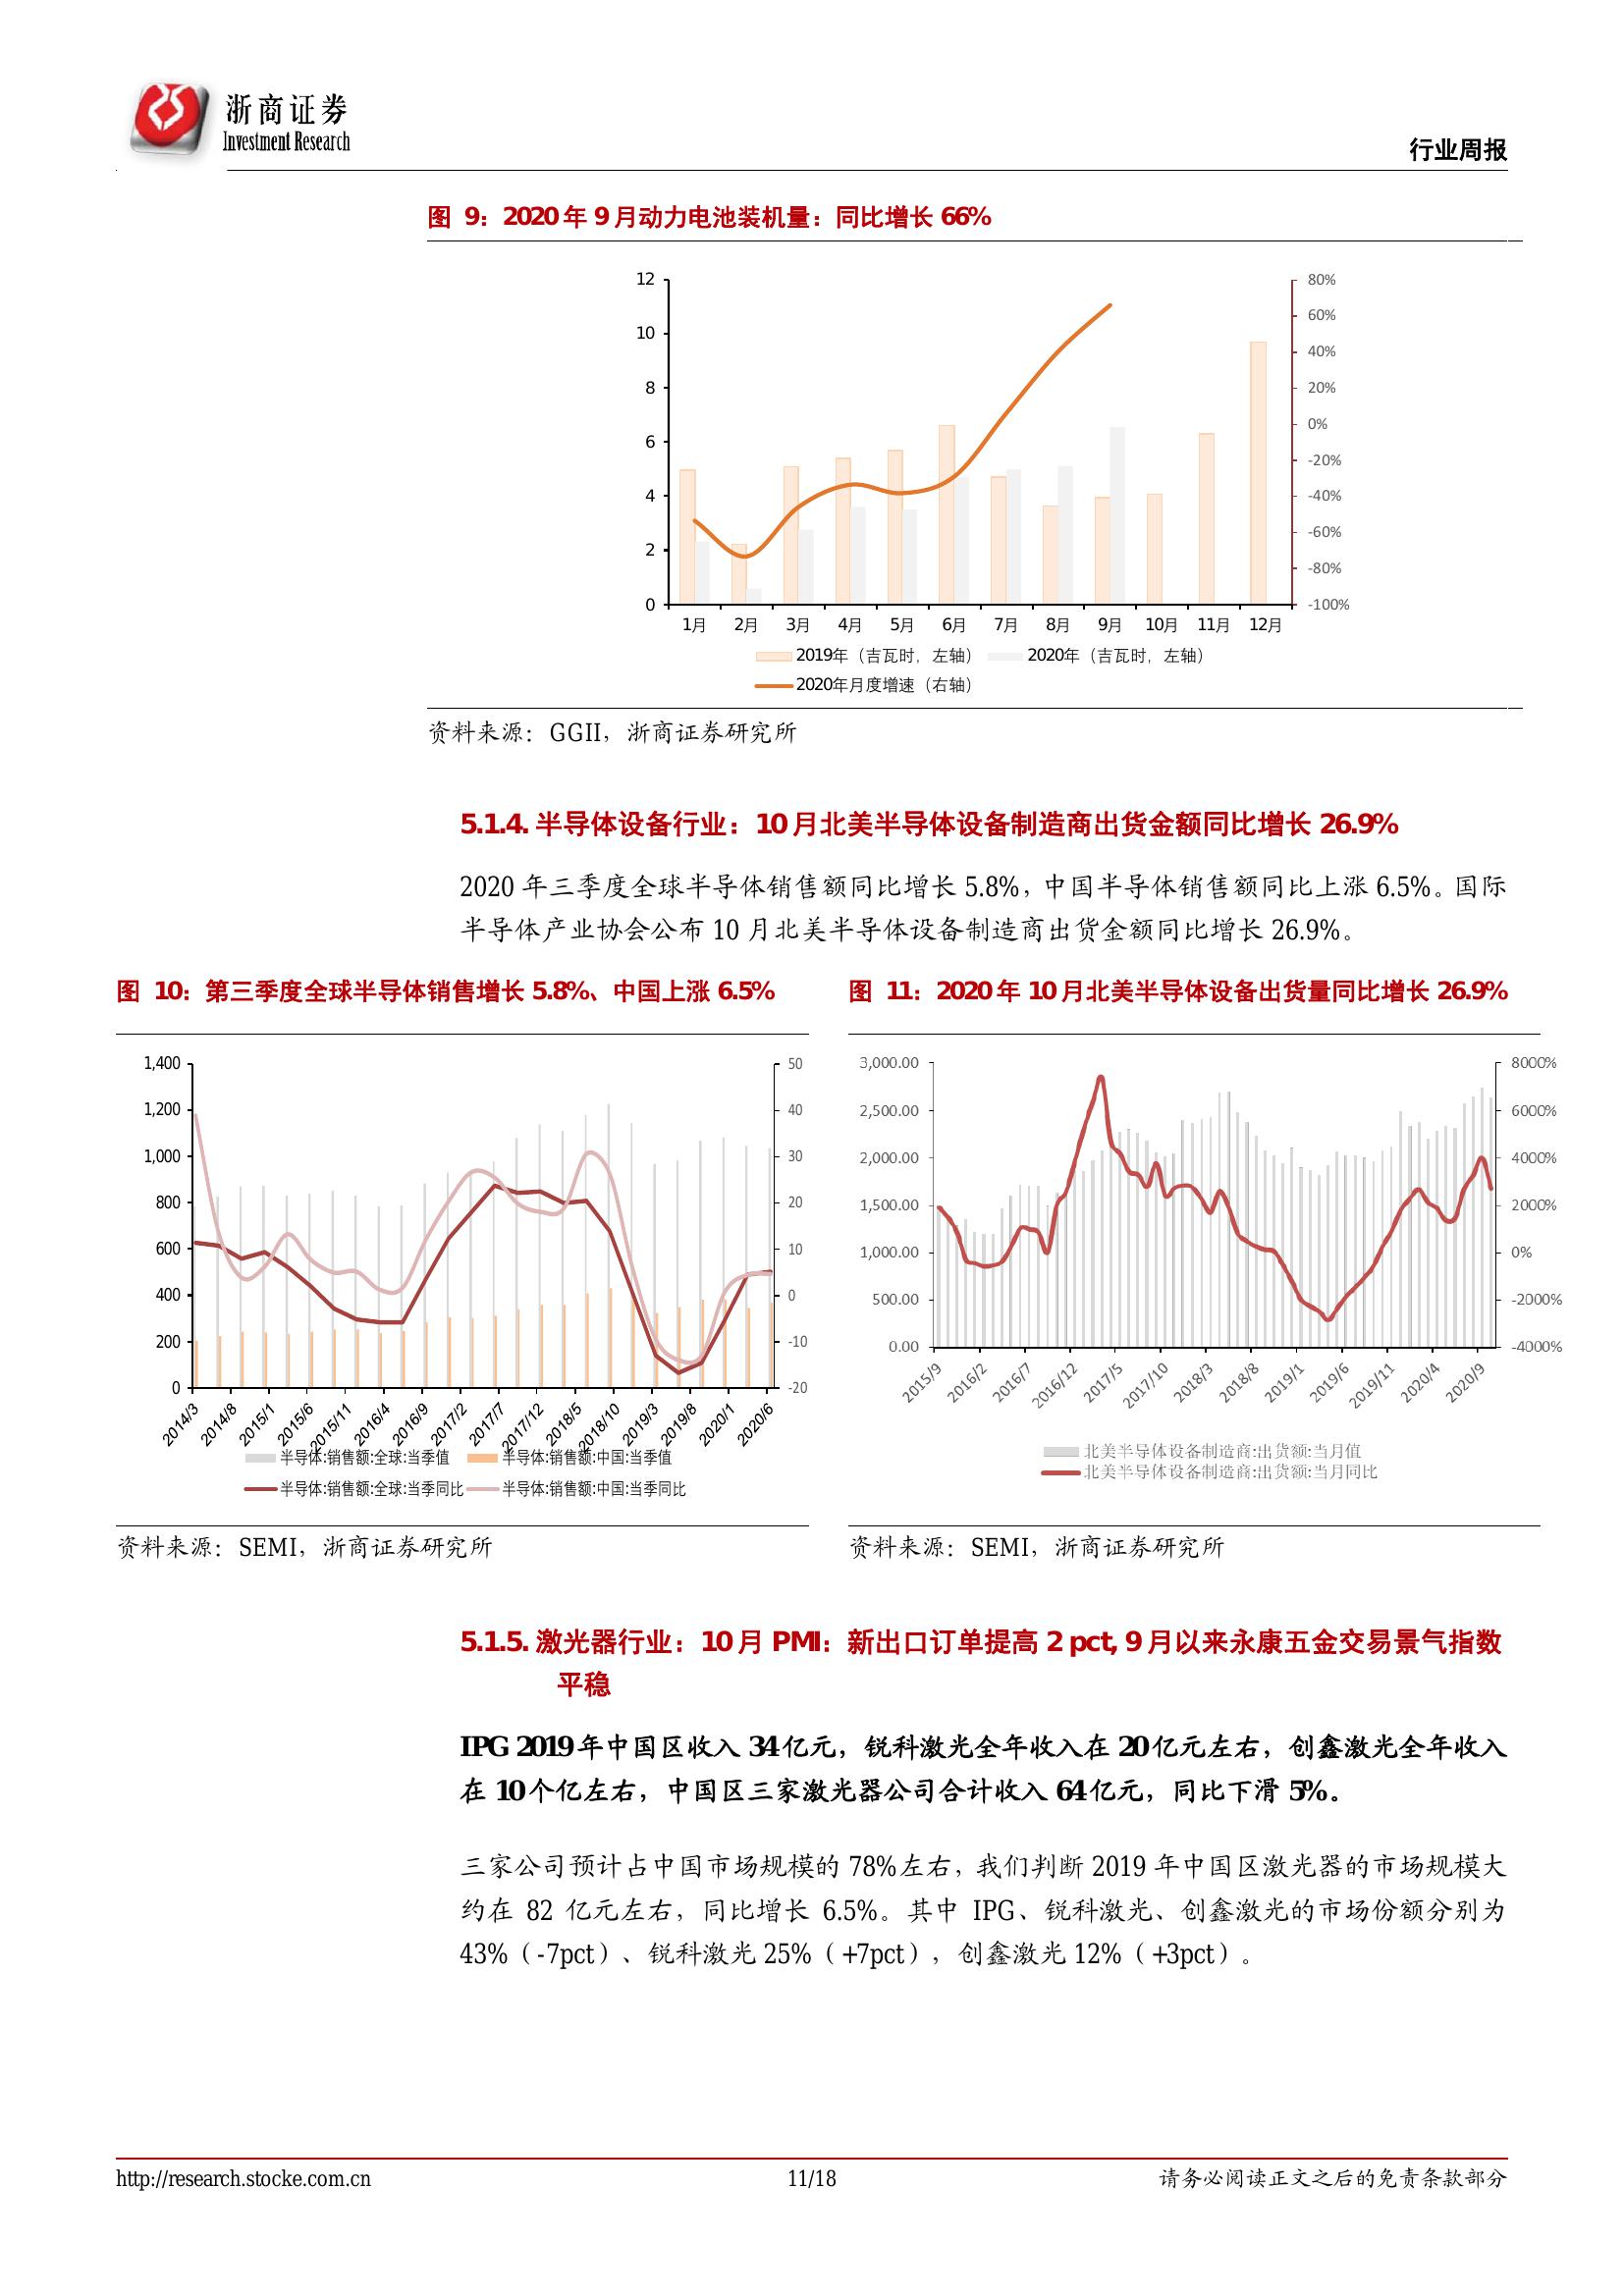 浙商证券
Investment Research
行业周报
图 9：2020 年 9 月动力电池装机量：同比增长 66%
12
10
8
6
4
2
0
80%
60%
40%
20%
0%
-20%
-40%
-60%
-80%
-100%
1月 2月 3月 4月 5月 6月 7月 8月 9月 10月 11月 12月
2019年（吉瓦时，左轴） 2020年（吉瓦时，左轴）
2020年月度增速（右轴）
资料来源：GGII，浙商证券研究所
5.1.4. 半导体设备行业：10 月北美半导体设备制造商出货金额同比增长 26.9%
2020 年三季度全球半导体销售额同比增长 5.8%，中国半导体销售额同比上涨 6.5%。国际
半导体产业协会公布 10 月北美半导体设备制造商出货金额同比增长 26.9%。
图 10：第三季度全球半导体销售增长 5.8%、中国上涨 6.5%
1,400
1,200
1,000
800
600
400
200
0
50
40
30
20
10
0
-10
-20
2014/3 2014/8 2015/1 2015/6 2015/11 2016/4 2016/9 2017/2 2017/7 2017/12 2018/5 2018/10 2019/3 2019/8 2020/1 2020/6
半导体:销售额:全球:当季值 半导体:销售额:中国:当季值
半导体:销售额:全球:当季同比 半导体:销售额:中国:当季同比
资料来源：SEMI，浙商证券研究所
图 11：2020 年 10 月北美半导体设备出货量同比增长 26.9%
3,000.00
2,500.00
2,000.00
1,500.00
1,000.00
500.00
0.00
8000%
6000%
4000%
2000%
0%
-2000%
-4000%
2015/9 2016/2 2016/7 2016/12 2017/5 2017/10 2018/3 2018/8 2019/1 2019/6 2019/11 2020/4 2020/9
北美半导体设备制造商:出货额:当月值
北美半导体设备制造商:出货额:当月同比
资料来源：SEMI，浙商证券研究所
5.1.5. 激光器行业：10 月 PMI：新出口订单提高 2 pct, 9 月以来永康五金交易景气指数
平稳
IPG 2019 年中国区收入 34 亿元，锐科激光全年收入在 20 亿元左右，创鑫激光全年收入
在 10 个亿左右，中国区三家激光器公司合计收入 64 亿元，同比下滑 5%。
三家公司预计占中国市场规模的 78%左右，我们判断 2019 年中国区激光器的市场规模大
约在 82 亿元左右，同比增长 6.5%。其中 IPG、锐科激光、创鑫激光的市场份额分别为
43%（-7pct）、锐科激光 25%（+7pct），创鑫激光 12%（+3pct）。
http://research.stocke.com.cn
11/18
请务必阅读正文之后的免责条款部分